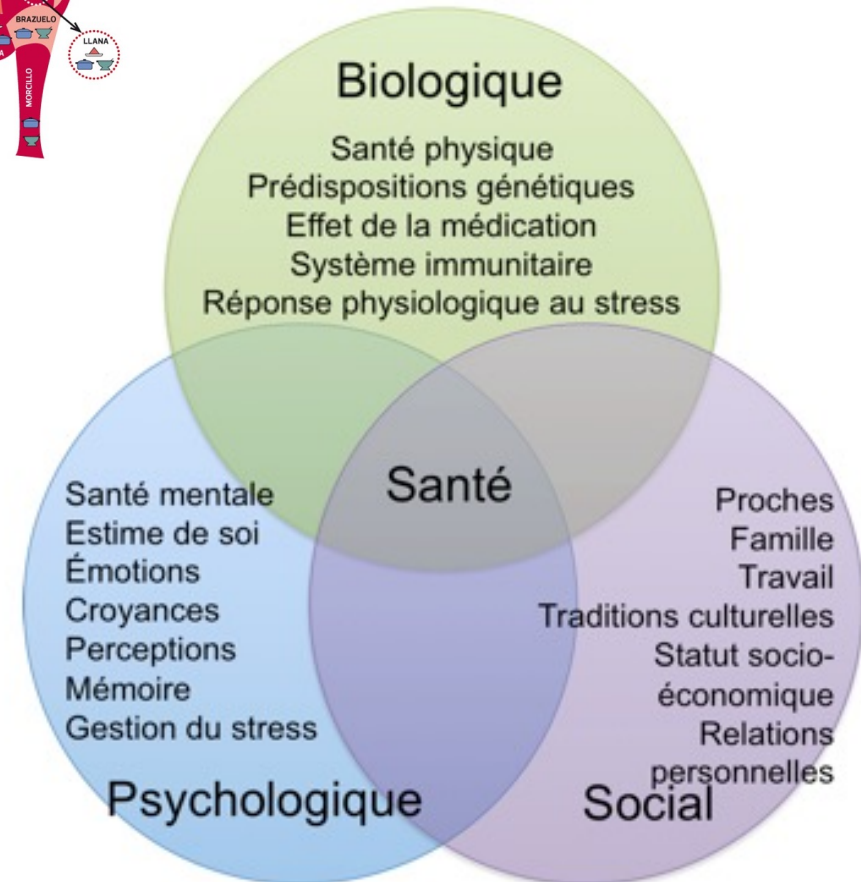 BRAZUELO
LLANA
MORCILLO
Biologique
Santé physique
Prédispositions génétiques
Effet de la médication
Système immunitaire
Réponse physiologique au stress
Santé
Santé mentale
Estime de soi
Émotions
Croyances
Perceptions
Mémoire
Gestion du stress
Psychologique
Proches
Famille
Travail
Traditions culturelles
Statut socio-
économique
Relations
personnelles
Social